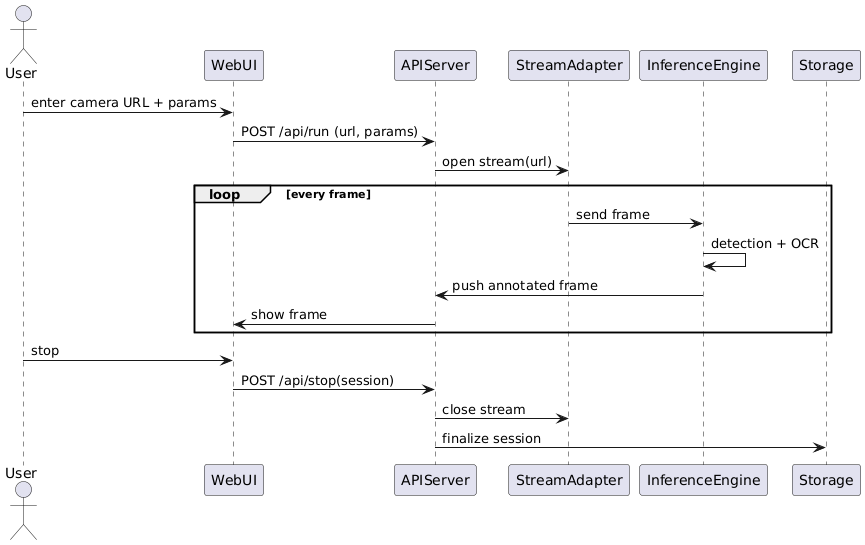 User
WebUI
APIServer
StreamAdapter
InferenceEngine
Storage
enter camera URL + params
POST /api/run (url, params)
open stream(url)
loop
[every frame]
send frame
detection + OCR
push annotated frame
show frame
stop
POST /api/stop(session)
close stream
finalize session
User
WebUI
APIServer
StreamAdapter
InferenceEngine
Storage